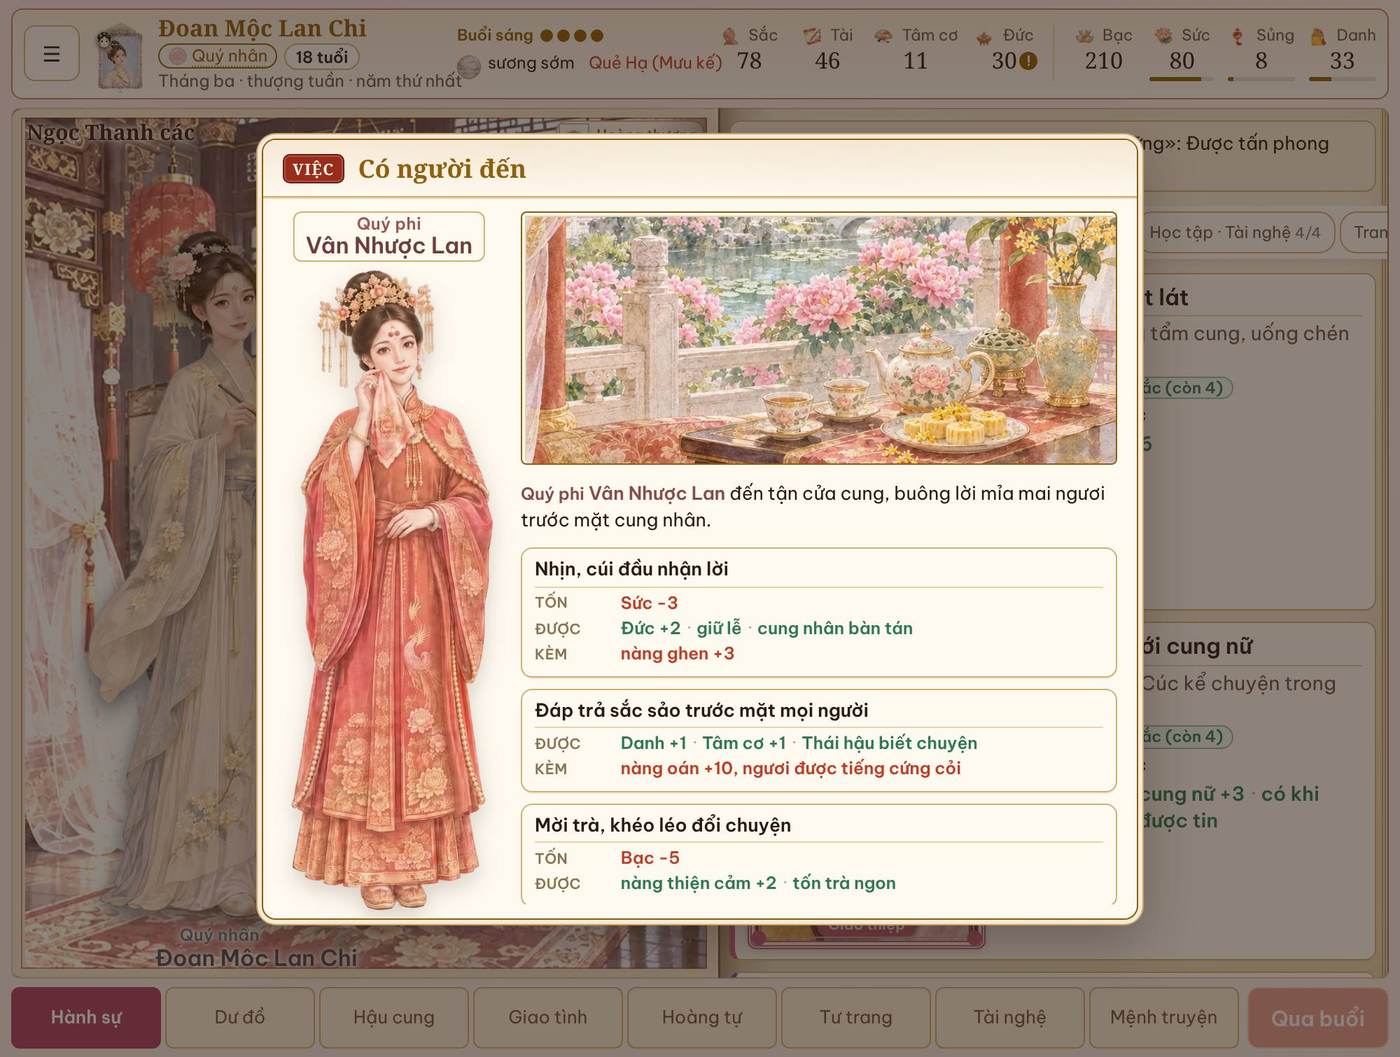 ☰
Đoan Mộc Lan Chi
Quý nhân
18 tuổi
Tháng ba · thượng tuần · năm thứ nhất
Buổi sáng
sương sớm
Quẻ Hạ (Mưu kế)
Sắc
78
Tài
46
Tâm cơ
11
Đức
30
Bạc
210
Sức
80
Sủng
8
Danh
33
Ngọc Thanh các
VIỆC
Có người đến
Quý phi
Vân Nhược Lan
Quý phi Vân Nhược Lan đến tận cửa cung, buông lời mỉa mai ngươi
trước mặt cung nhân.
Nhịn, cúi đầu nhận lời
TỐN Sức -3
ĐƯỢC Đức +2 · giữ lễ · cung nhân bàn tán
KÈM nàng ghen +3
Đáp trả sắc sảo trước mặt mọi người
ĐƯỢC Danh +1 · Tâm cơ +1 · Thái hậu biết chuyện
KÈM nàng oán +10, ngươi được tiếng cứng cỏi
Mời trà, khéo léo đổi chuyện
TỐN Bạc -5
ĐƯỢC nàng thiện cảm +2 · tốn trà ngon
Được tấn phong
Học tập · Tài nghệ 4/4
lát
tẩm cung, uống chén
(còn 4)
cung nữ
Cúc kể chuyện trong
(còn 4)
cung nữ +3 · có khi
được tin
Quý nhân
Đoan Mộc Lan Chi
Hành sự
Dư đồ
Hậu cung
Giao tình
Hoàng tự
Tư trang
Tài nghệ
Mệnh truyện
Qua buổi